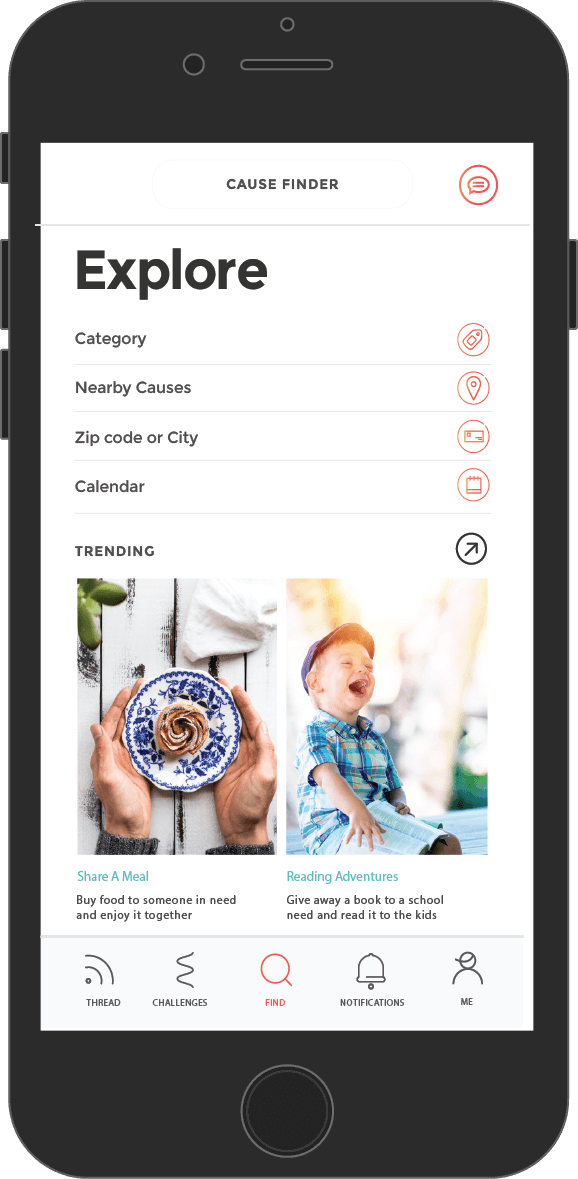 CAUSE FINDER
Explore
Category
Nearby Causes
Zip code or City
Calendar
TRENDING
Share A Meal
Buy food to someone in need
and enjoy it together
Reading Adventures
Give away a book to a school
need and read it to the kids
THREAD
CHALLENGES
FIND
NOTIFICATIONS
ME